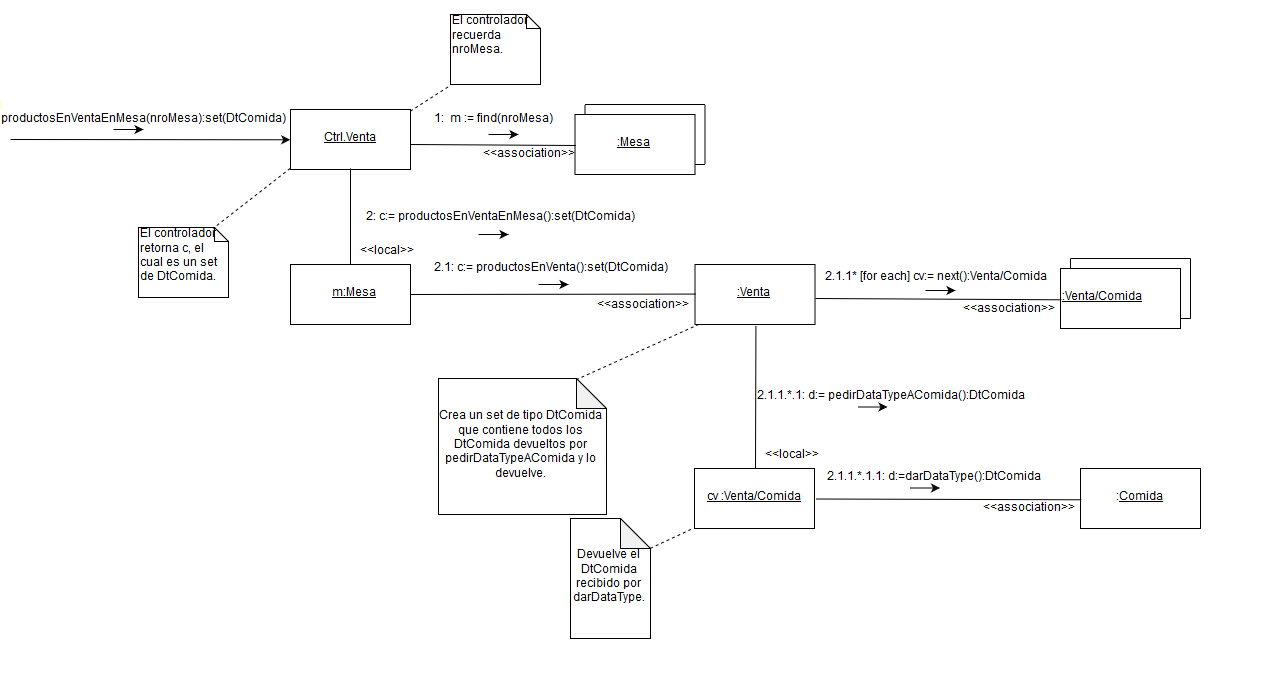 El controlador
recuerda
nroMesa.
productosEnVentaEnMesa(nroMesa):set(DtComida)
Ctrl.Venta
1: m := find(nroMesa)
<<association>>
:Mesa
El controlador
retorna c, el
cual es un set
de DtComida.
2: c:= productosEnVentaEnMesa():set(DtComida)
<<local>>
m:Mesa
2.1: c:= productosEnVenta():set(DtComida)
<<association>>
:Venta
2.1.1* [for each] cv:= next():Venta/Comida
<<association>>
:Venta/Comida
Crea un set de tipo DtComida
que contiene todos los
DtComida devueltos por
pedirDataTypeAComida y lo
devuelve.
2.1.1.*.1: d:= pedirDataTypeAComida():DtComida
<<local>>
cv :Venta/Comida
2.1.1.*.1.1: d:=darDataType():DtComida
<<association>>
:Comida
Devuelve el
DtComida
recibido por
darDataType.